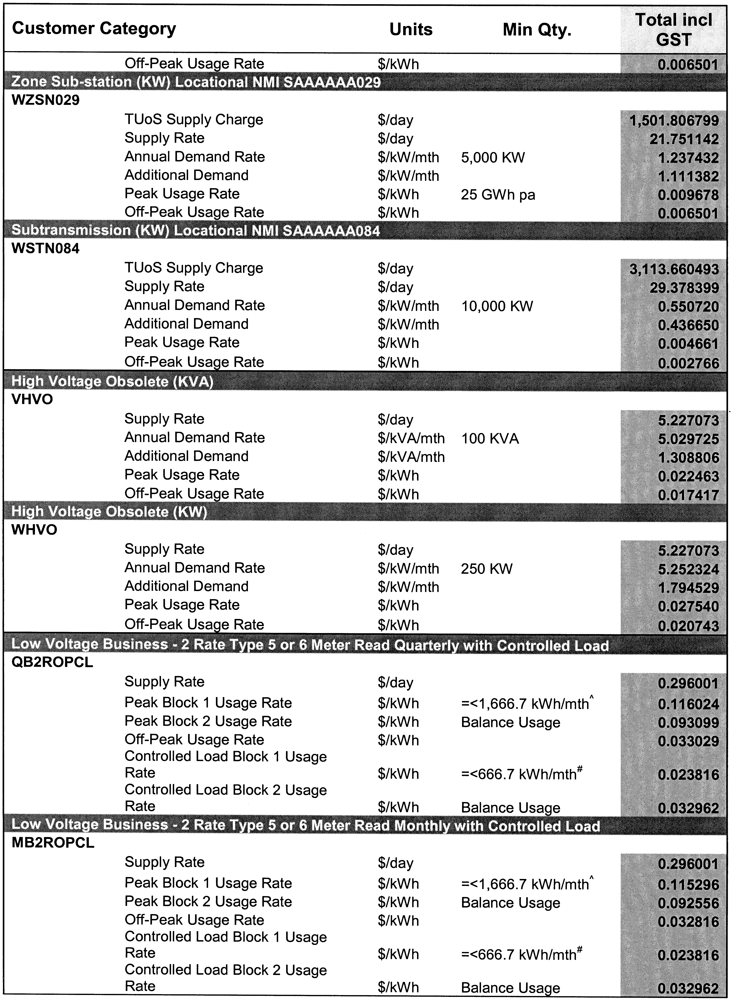 Customer Category Units Min Qty. Total incl GST
Off-Peak Usage Rate $/kWh 0.006501
Zone Sub-station (KW) Locational NMI SAAAAAA029
WZSN029
TUoS Supply Charge $/day 1,501.806799
Supply Rate $/day 21.751142
Annual Demand Rate $/kW/mth 5,000 KW 1.237432
Additional Demand $/kW/mth 1.111382
Peak Usage Rate $/kWh 25 GWh pa 0.009678
Off-Peak Usage Rate $/kWh 0.006501
Subtransmission (KW) Locational NMI SAAAAAA084
WSTN084
TUoS Supply Charge $/day 3,113.660493
Supply Rate $/day 29.378399
Annual Demand Rate $/kW/mth 10,000 KW 0.550720
Additional Demand $/kW/mth 0.436650
Peak Usage Rate $/kWh 0.004661
Off-Peak Usage Rate $/kWh 0.002766
High Voltage Obsolete (KVA)
VHVO
Supply Rate $/day 5.227073
Annual Demand Rate $/kVA/mth 100 KVA 5.029725
Additional Demand $/kVA/mth 1.308806
Peak Usage Rate $/kWh 0.022463
Off-Peak Usage Rate $/kWh 0.017417
High Voltage Obsolete (KW)
WHVO
Supply Rate $/day 5.227073
Annual Demand Rate $/kW/mth 250 KW 5.252324
Additional Demand $/kW/mth 1.794529
Peak Usage Rate $/kWh 0.027540
Off-Peak Usage Rate $/kWh 0.020743
Low Voltage Business - 2 Rate Type 5 or 6 Meter Read Quarterly with Controlled Load
QB2ROPCL
Supply Rate $/day 0.296001
Peak Block 1 Usage Rate $/kWh =<1,666.7 kWh/mth^ 0.116024
Peak Block 2 Usage Rate $/kWh Balance Usage 0.093099
Off-Peak Usage Rate $/kWh 0.033029
Controlled Load Block 1 Usage
Rate $/kWh =<666.7 kWh/mth# 0.023816
Controlled Load Block 2 Usage
Rate $/kWh Balance Usage 0.032962
Low Voltage Business - 2 Rate Type 5 or 6 Meter Read Monthly with Controlled Load
MB2ROPCL
Supply Rate $/day 0.296001
Peak Block 1 Usage Rate $/kWh =<1,666.7 kWh/mth^ 0.115296
Peak Block 2 Usage Rate $/kWh Balance Usage 0.092556
Off-Peak Usage Rate $/kWh 0.032816
Controlled Load Block 1 Usage
Rate $/kWh =<666.7 kWh/mth# 0.023816
Controlled Load Block 2 Usage
Rate $/kWh Balance Usage 0.032962